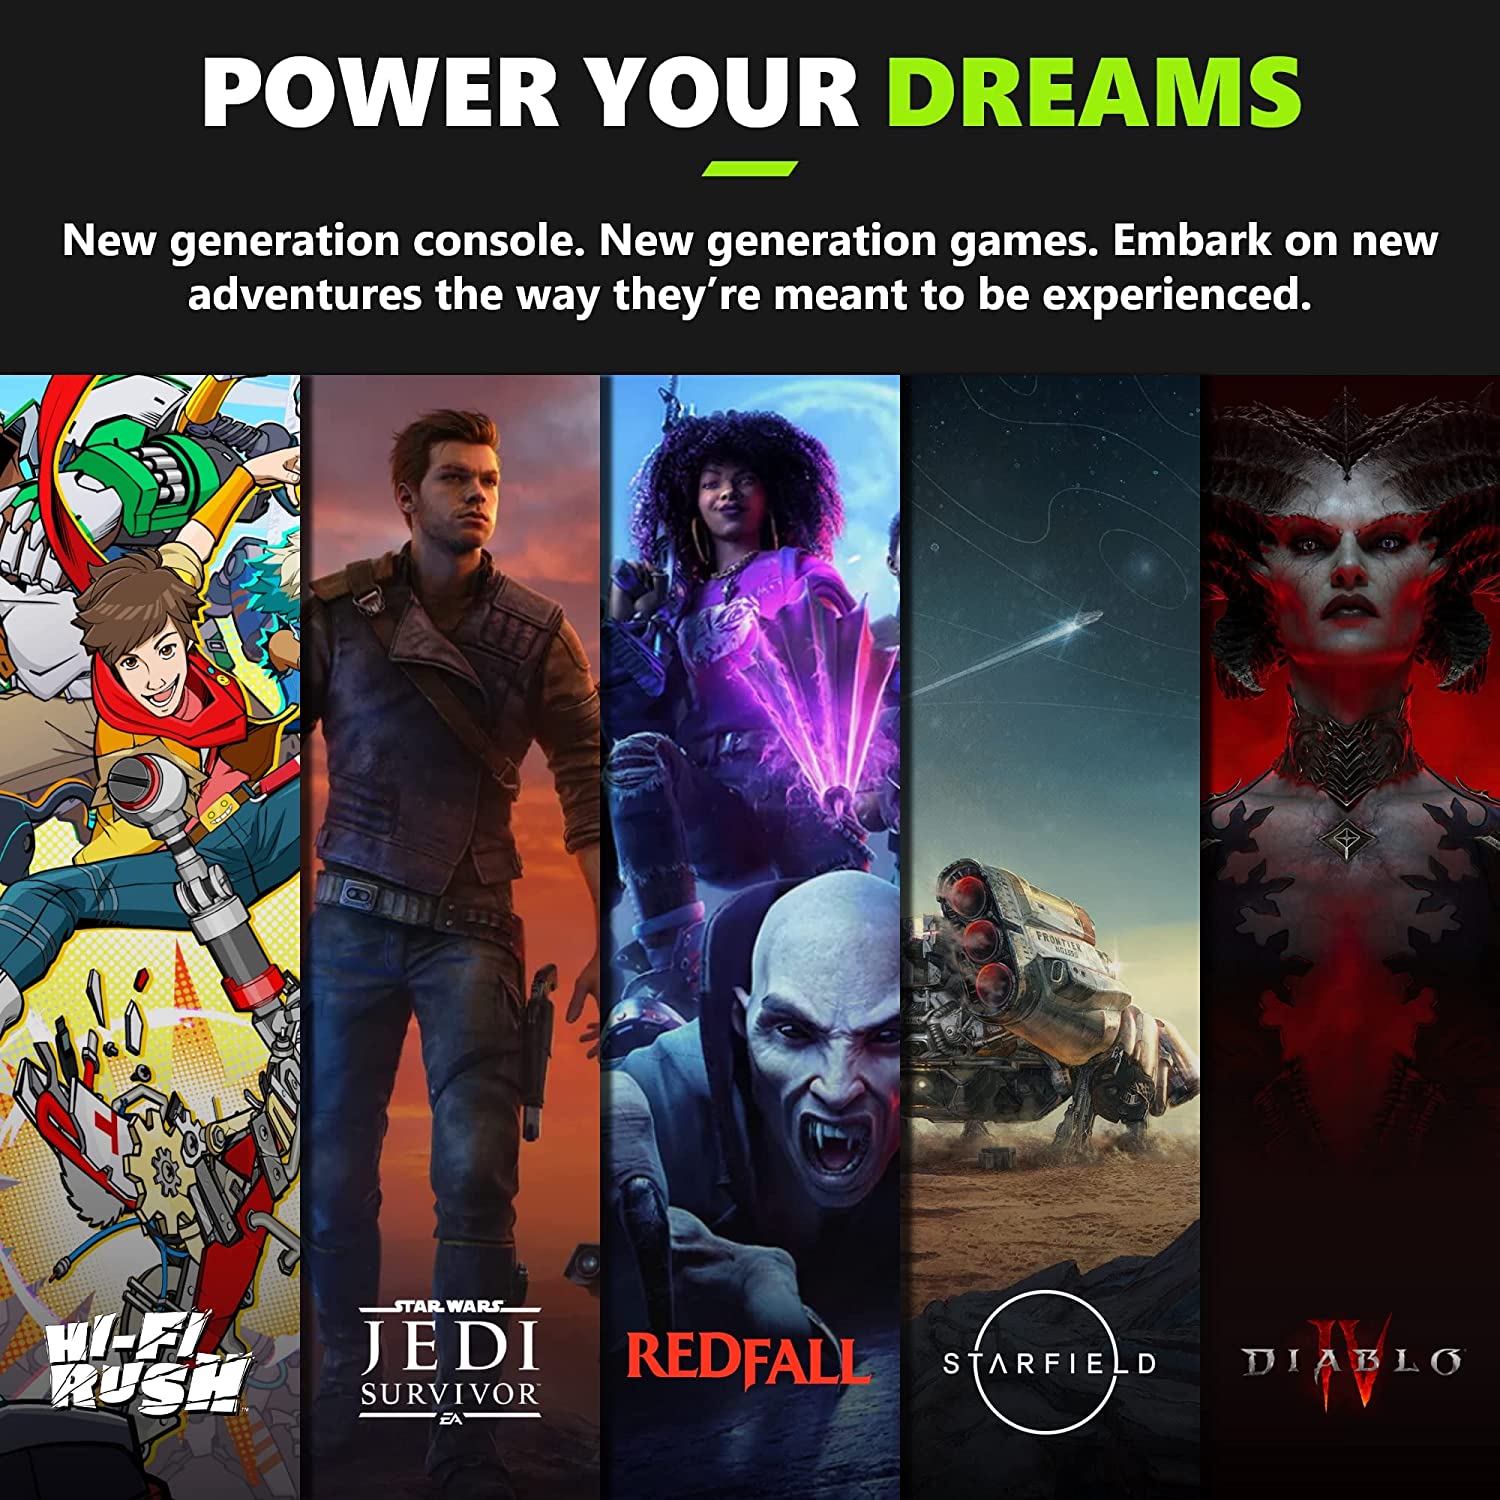 POWER YOUR DREAMS
New generation console. New generation games. Embark on new
adventures the way they're meant to be experienced.
FRONTIER
HI-FI
RUSH
STAR WARS
JEDI
SURVIVOR
EA
REDFALL
STARFIELD
DIABLO
IV